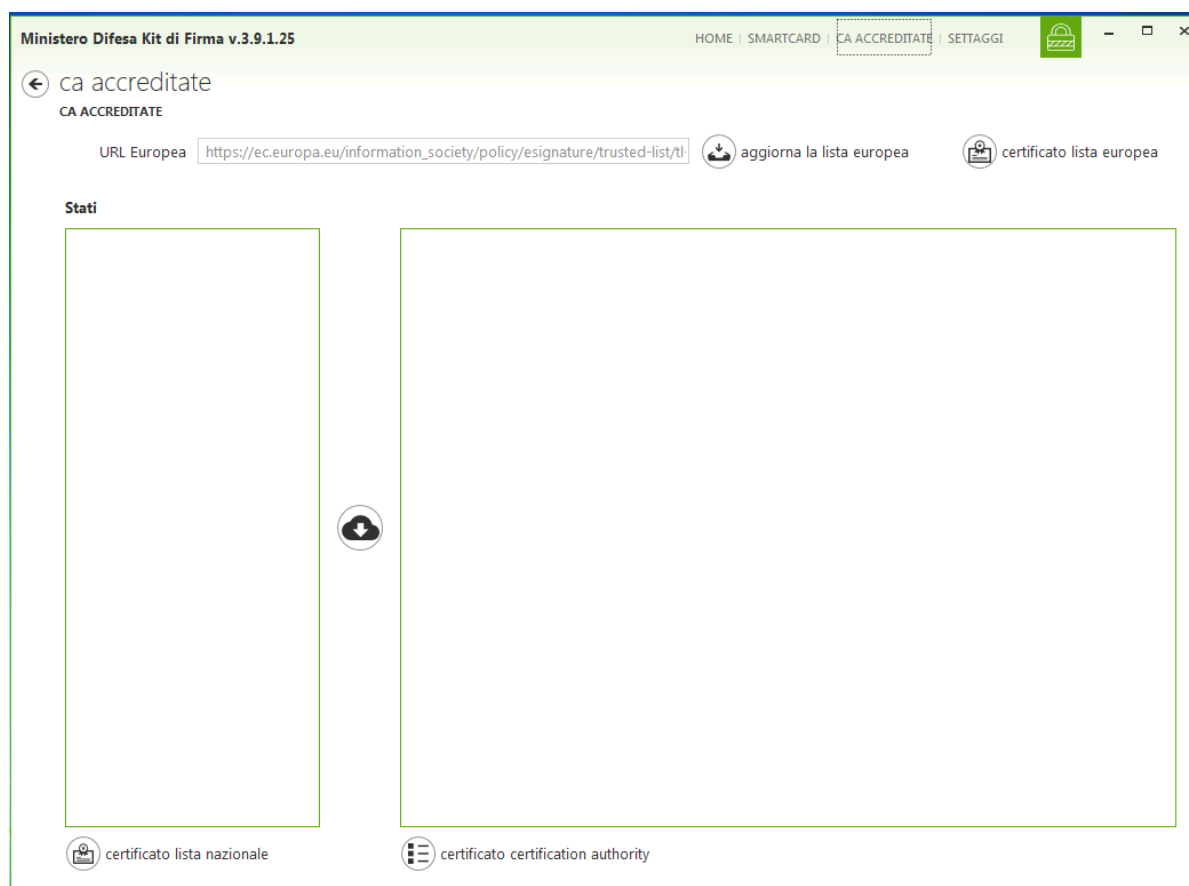 Ministero Difesa Kit di Firma v.3.9.1.25
HOME | SMARTCARD | CA ACCREDITATE | SETTAGGI
ca accreditate
CA ACCREDITATE
URL Europea https://ec.europa.eu/information_society/policy/esignature/trusted-list/tl- aggiorna la lista europea certificato lista europea
Stati
certificato lista nazionale certificato certification authority